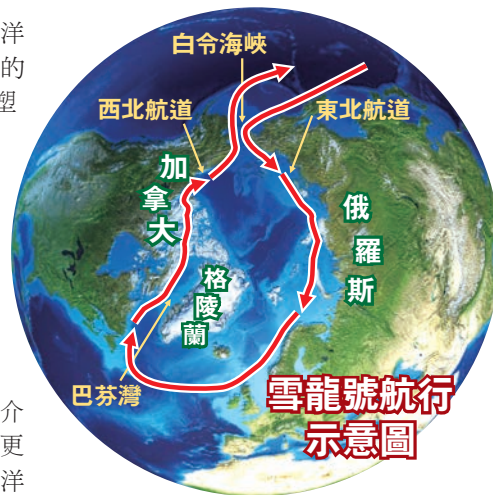 洋
的
塑
介
更
洋
白令海峽
西北航道
東北航道
加拿大
俄羅斯
格陵蘭
巴芬灣
雪龍號航行
示意圖